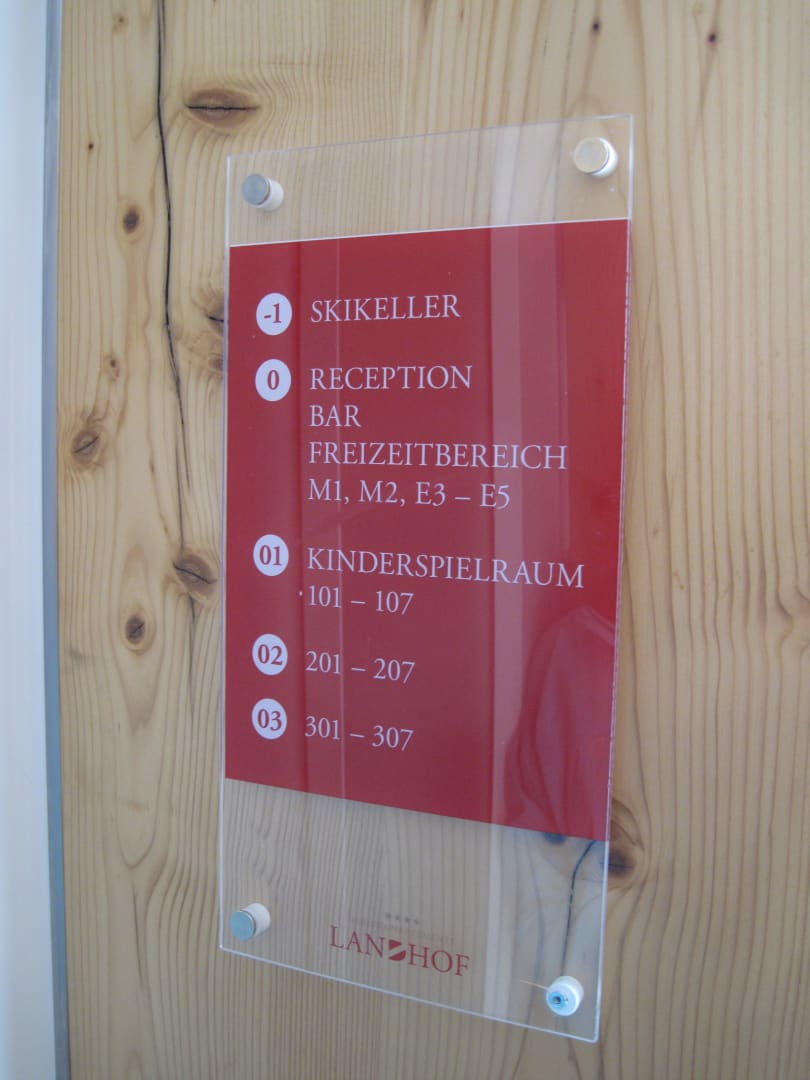 -1 SKIKELLER
0 RECEPTION
BAR
FREIZEITBEREICH
M1, M2, E3 – E5
01 KINDERSPIELRAUM
101 – 107
02 201 – 207
03 301 – 307
LANDHOF